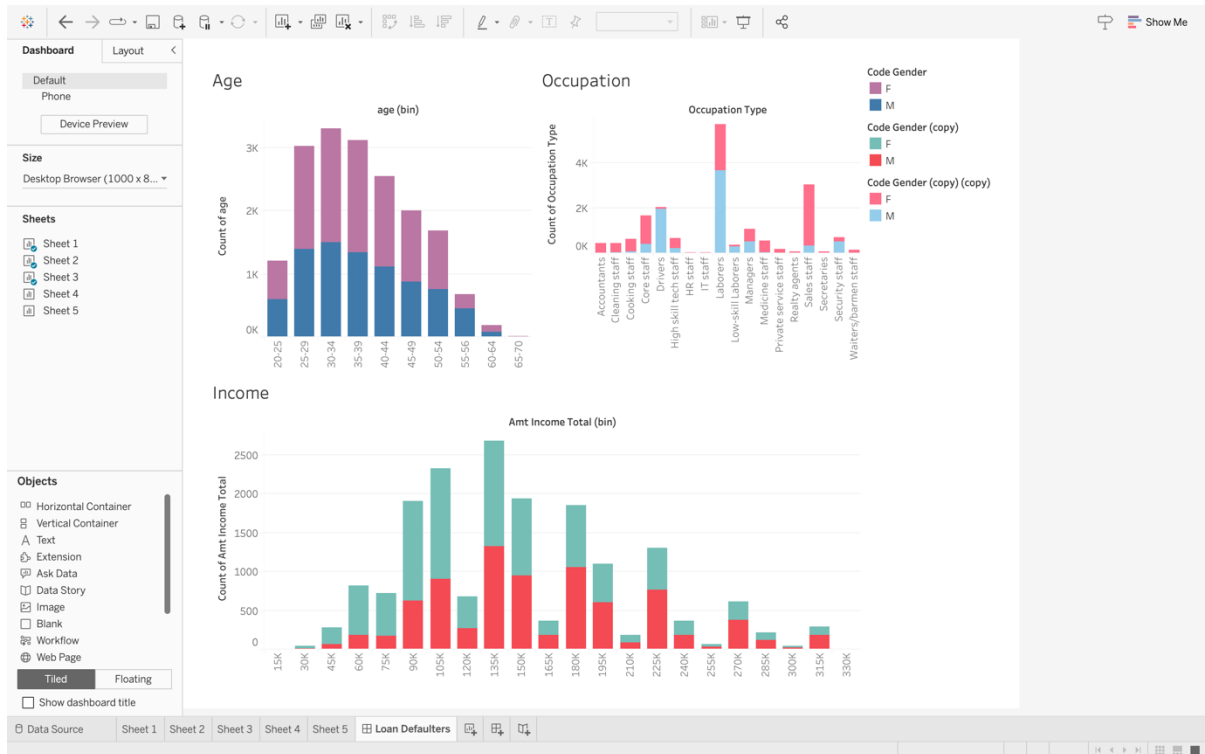 Show Me
Dashboard
Layout
Default
Phone
Device Preview
Size
Desktop Browser (1000 x 8...
Sheets
Sheet 1
Sheet 2
Sheet 3
Sheet 4
Sheet 5
Objects
Horizontal Container
Vertical Container
Text
Extension
Ask Data
Data Story
Image
Blank
Workflow
Web Page
Tiled
Floating
Show dashboard title
Age
age (bin)
Count of age
3K
2K
1K
0K
20-25
25-29
30-34
35-39
40-44
45-49
50-54
55-56
60-64
65-70
Occupation
Occupation Type
Count of Occupation Type
4K
2K
0K
Accountants
Cleaning staff
Cooking staff
Core staff
Drivers
High skill tech staff
HR staff
IT staff
Laborers
Low-skill Laborers
Managers
Medicine staff
Private service staff
Realty agents
Sales staff
Secretaries
Security staff
Waiters/barmen staff
Code Gender
F
M
Code Gender (copy)
F
M
Code Gender (copy) (copy)
F
M
Income
Amt Income Total (bin)
Count of Amt Income Total
2500
2000
1500
1000
500
0
15K
30K
45K
60K
75K
90K
105K
120K
135K
150K
165K
180K
195K
210K
225K
240K
255K
270K
285K
300K
315K
330K
Data Source
Sheet 1
Sheet 2
Sheet 3
Sheet 4
Sheet 5
Loan Defaulters